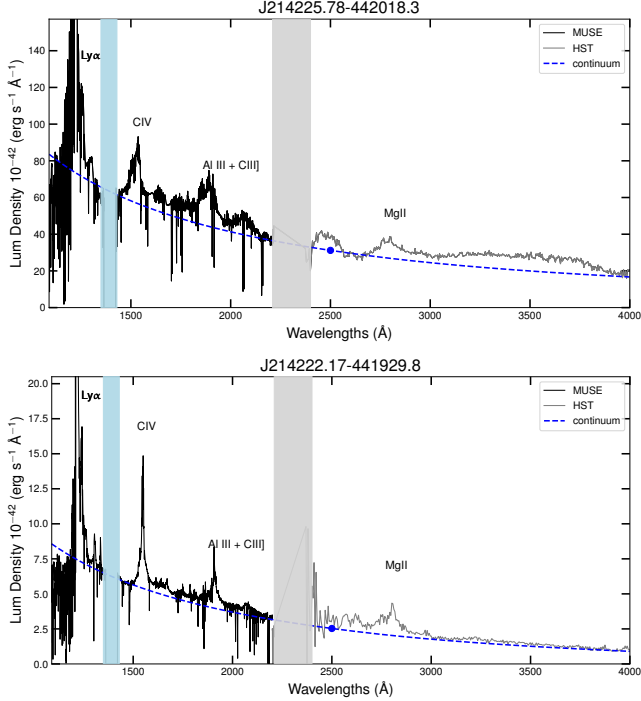 J214225.78-442018.3
Lum Density 10⁻⁴² (erg s⁻¹ Å⁻¹)
140
120
100
80
60
40
20
0
Lyα
CIV
Al III + CIII]
MgII
MUSE
HST
continuum
1500
2000
2500
3000
3500
4000
Wavelengths (Å)
J214222.17-441929.8
Lum Density 10⁻⁴² (erg s⁻¹ Å⁻¹)
20.0
17.5
15.0
12.5
10.0
7.5
5.0
2.5
0.0
Lyα
CIV
Al III + CIII]
MgII
MUSE
HST
continuum
1500
2000
2500
3000
3500
4000
Wavelengths (Å)